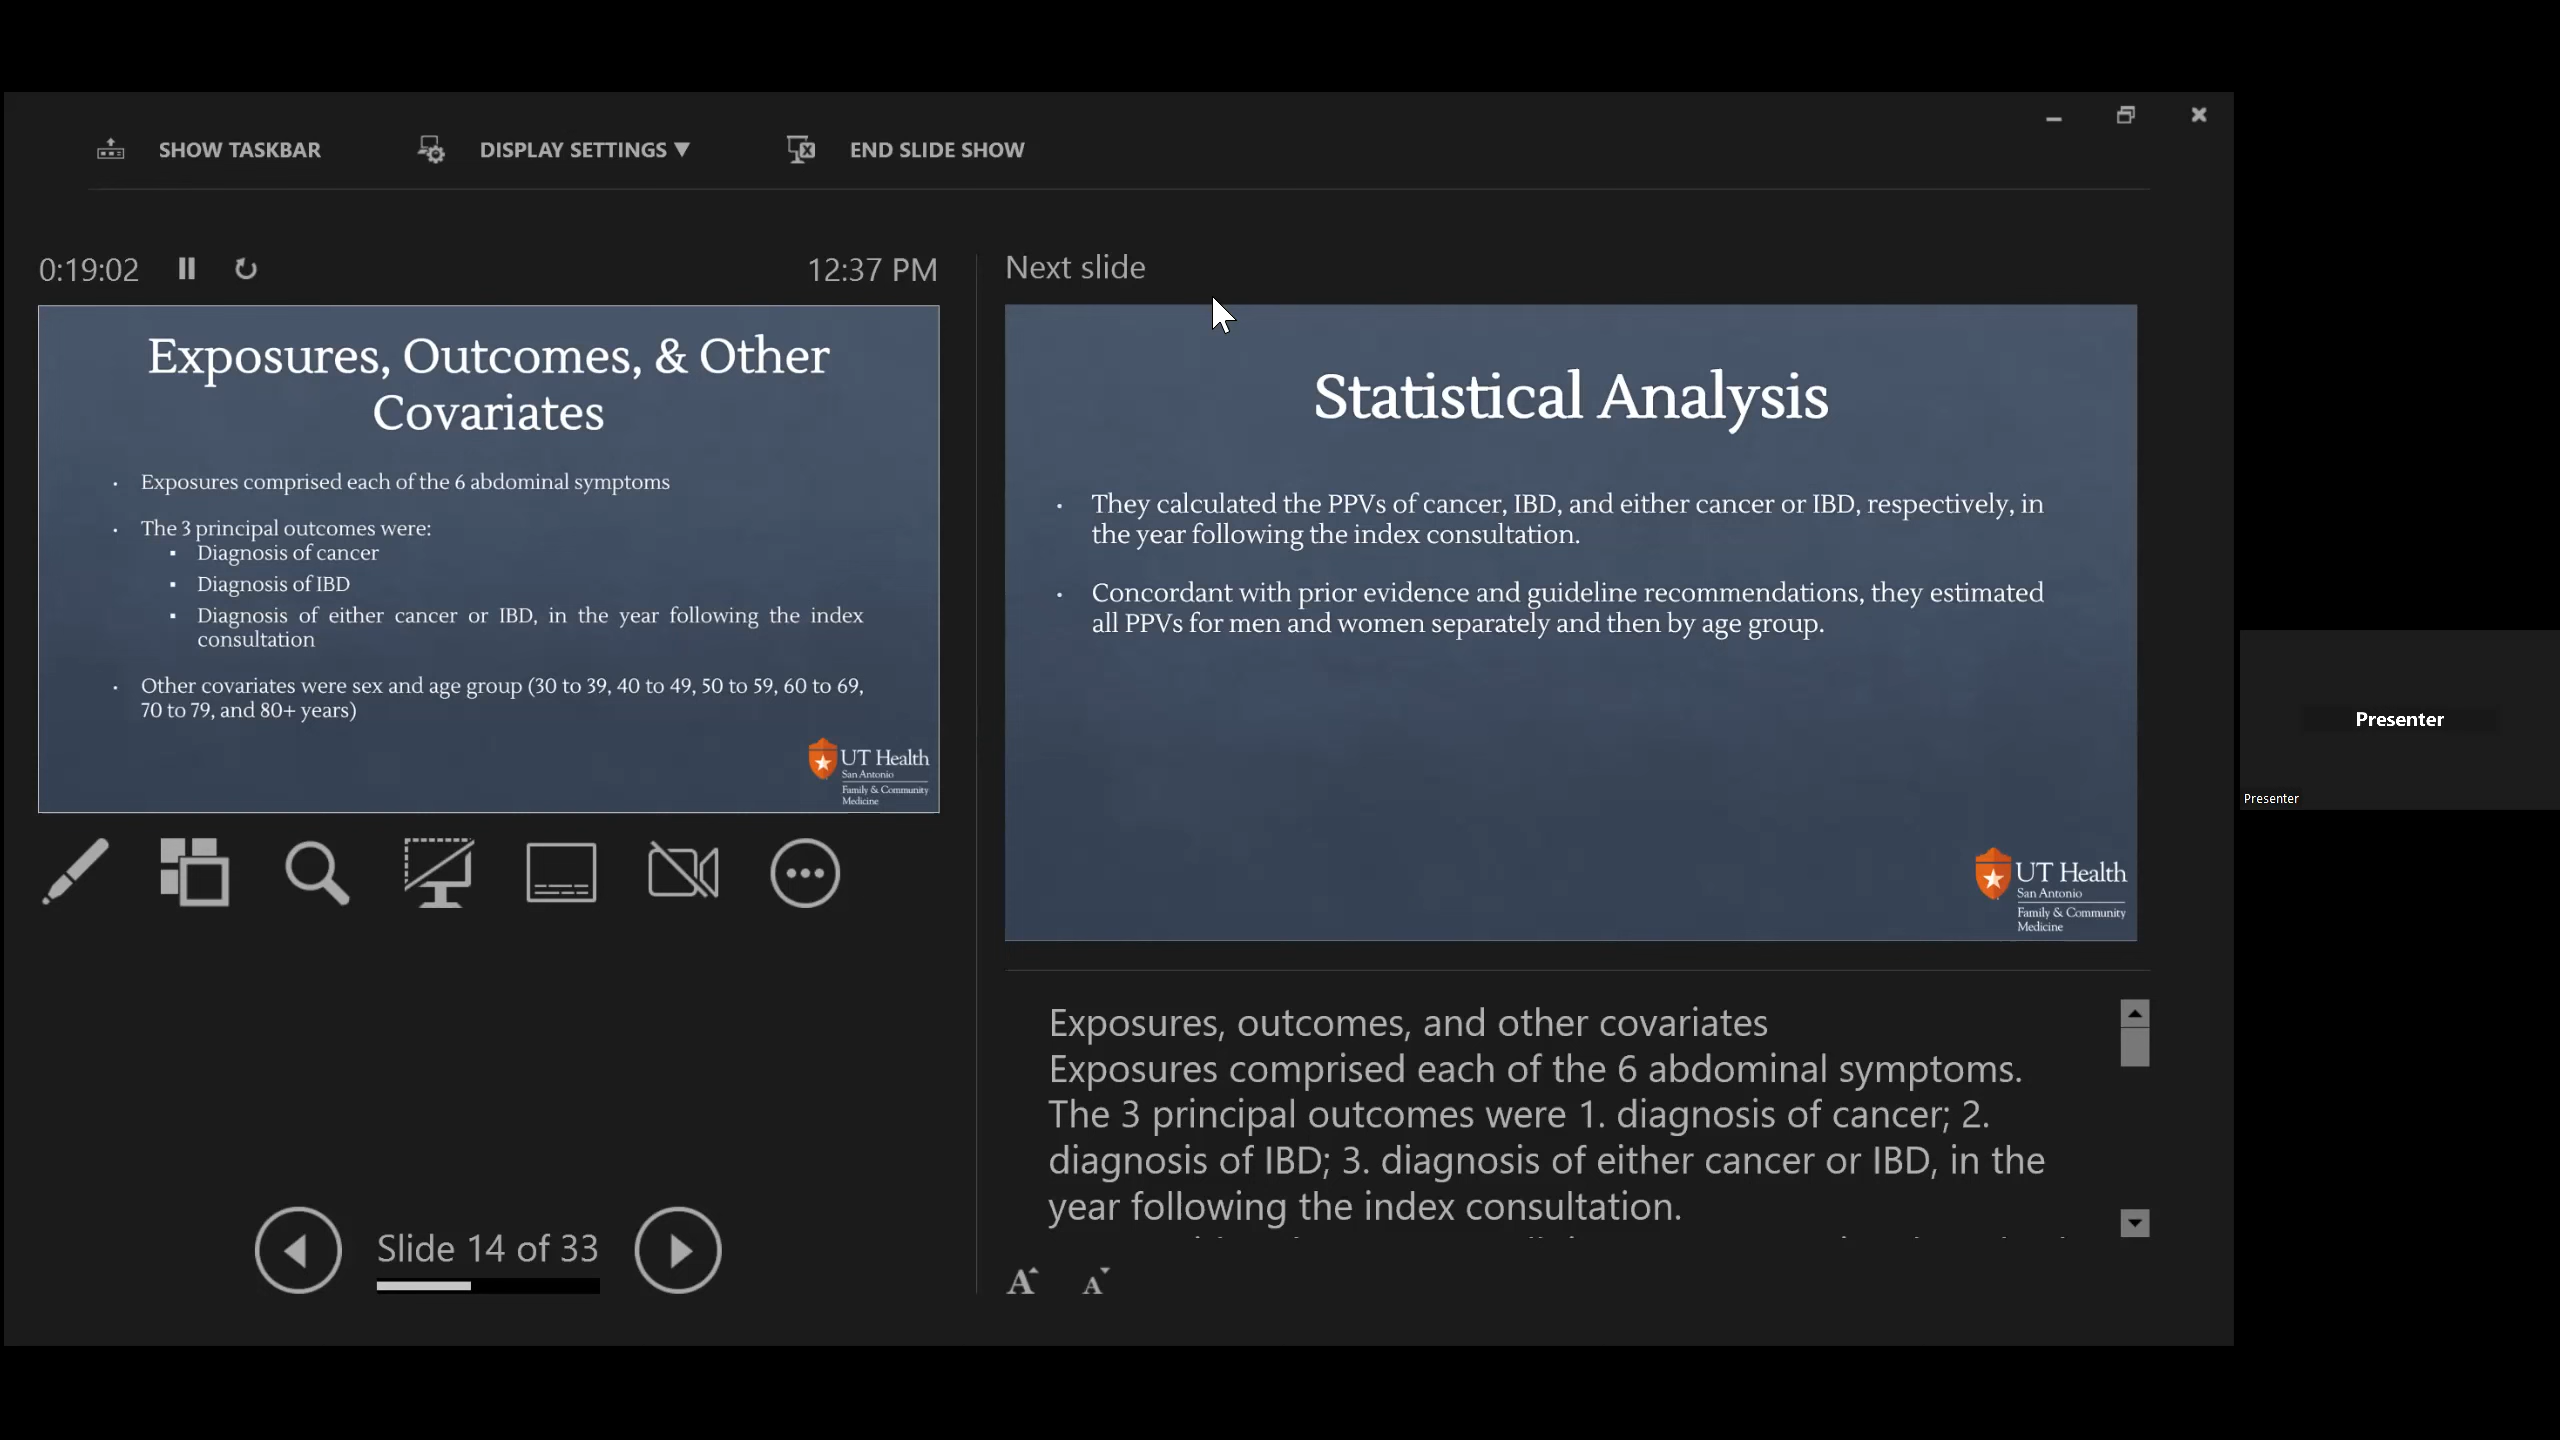 SHOW TASKBAR
DISPLAY SETTINGS ▼
END SLIDE SHOW
0:19:02
12:37 PM
Exposures, Outcomes, & Other
Covariates
• Exposures comprised each of the 6 abdominal symptoms
• The 3 principal outcomes were:
▪ Diagnosis of cancer
▪ Diagnosis of IBD
▪ Diagnosis of either cancer or IBD, in the year following the index
consultation
• Other covariates were sex and age group (30 to 39, 40 to 49, 50 to 59, 60 to 69,
70 to 79, and 80+ years)
UT Health
San Antonio
Family & Community
Medicine
Slide 14 of 33
Next slide
Statistical Analysis
• They calculated the PPVs of cancer, IBD, and either cancer or IBD, respectively, in
the year following the index consultation.
• Concordant with prior evidence and guideline recommendations, they estimated
all PPVs for men and women separately and then by age group.
UT Health
San Antonio
Family & Community
Medicine
Exposures, outcomes, and other covariates
Exposures comprised each of the 6 abdominal symptoms.
The 3 principal outcomes were 1. diagnosis of cancer; 2.
diagnosis of IBD; 3. diagnosis of either cancer or IBD, in the
year following the index consultation.
A A
Presenter
Presenter